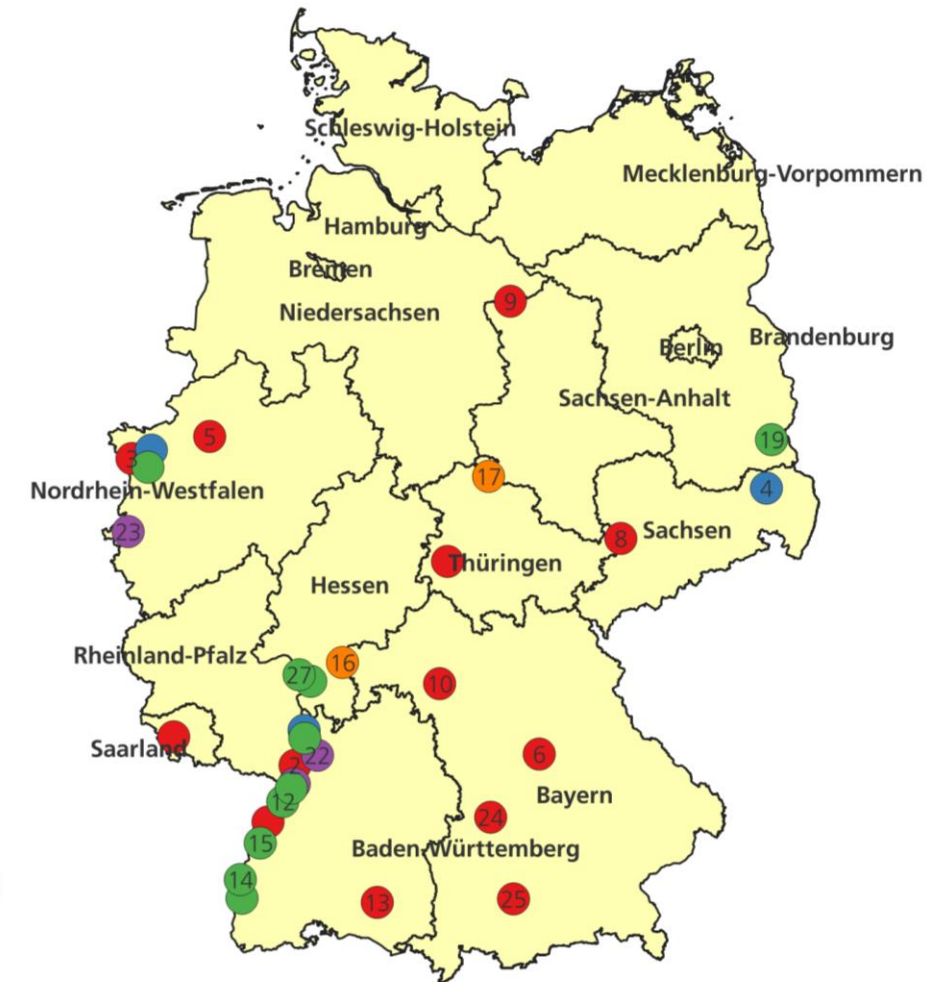 Schleswig-Holstein
Mecklenburg-Vorpommern
Hamburg
Bremen
Niedersachsen
9
Berlin
Brandenburg
Sachsen-Anhalt
5
19
3
17
4
Nordrhein-Westfalen
23
8
Sachsen
Thüringen
Hessen
Rheinland-Pfalz
16
27
10
Saarland
22
6
2
12
Bayern
24
15
Baden-Württemberg
14
13
25